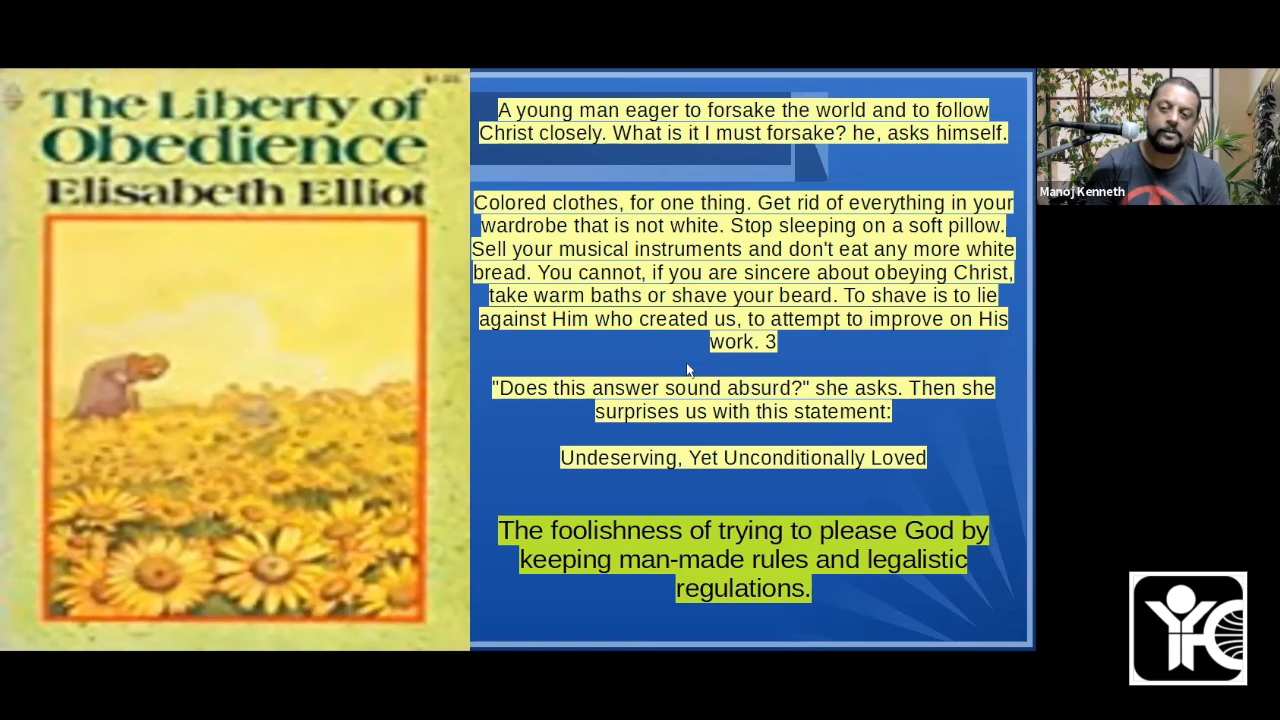 The Liberty of
Obedience
Elisabeth Elliot
A young man eager to forsake the world and to follow
Christ closely. What is it I must forsake? he, asks himself.
Colored clothes, for one thing. Get rid of everything in your
wardrobe that is not white. Stop sleeping on a soft pillow.
Sell your musical instruments and don't eat any more white
bread. You cannot, if you are sincere about obeying Christ,
take warm baths or shave your beard. To shave is to lie
against Him who created us, to attempt to improve on His
work. 3
"Does this answer sound absurd?" she asks. Then she
surprises us with this statement:
Undeserving, Yet Unconditionally Loved
The foolishness of trying to please God by
keeping man-made rules and legalistic
regulations.
Manoj Kenneth
YFC